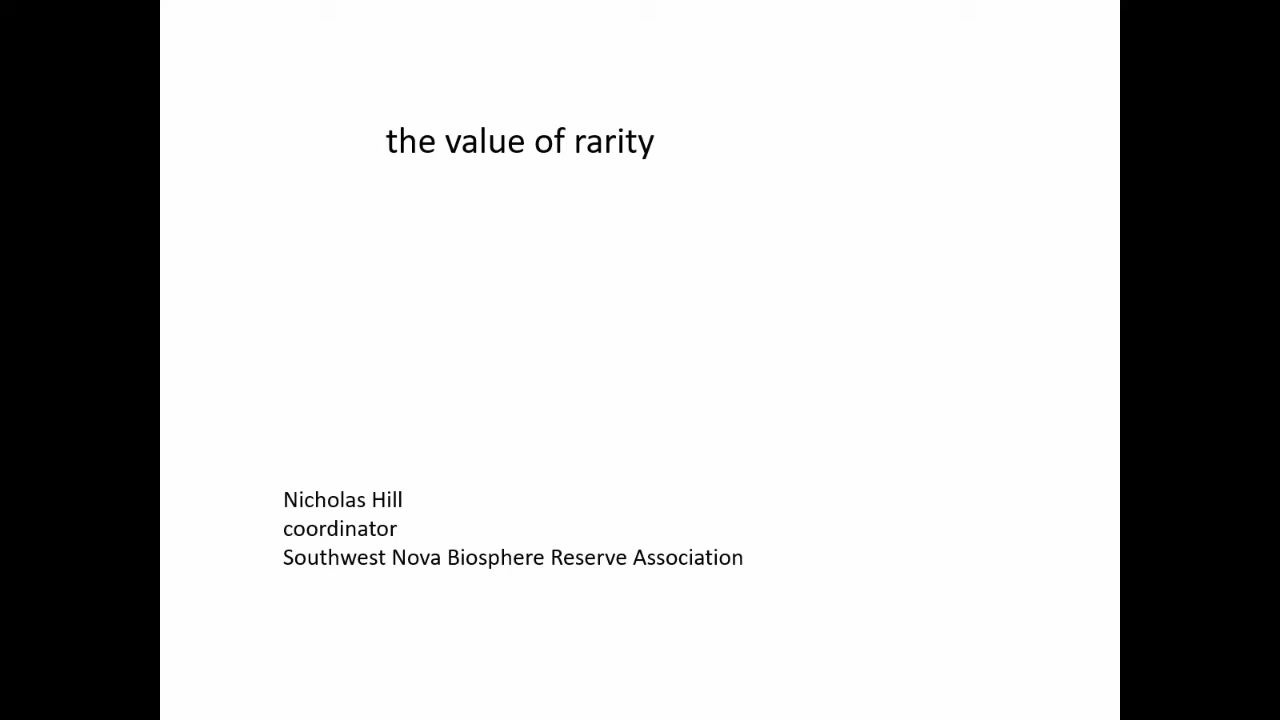 the value of rarity
Nicholas Hill
coordinator
Southwest Nova Biosphere Reserve Association